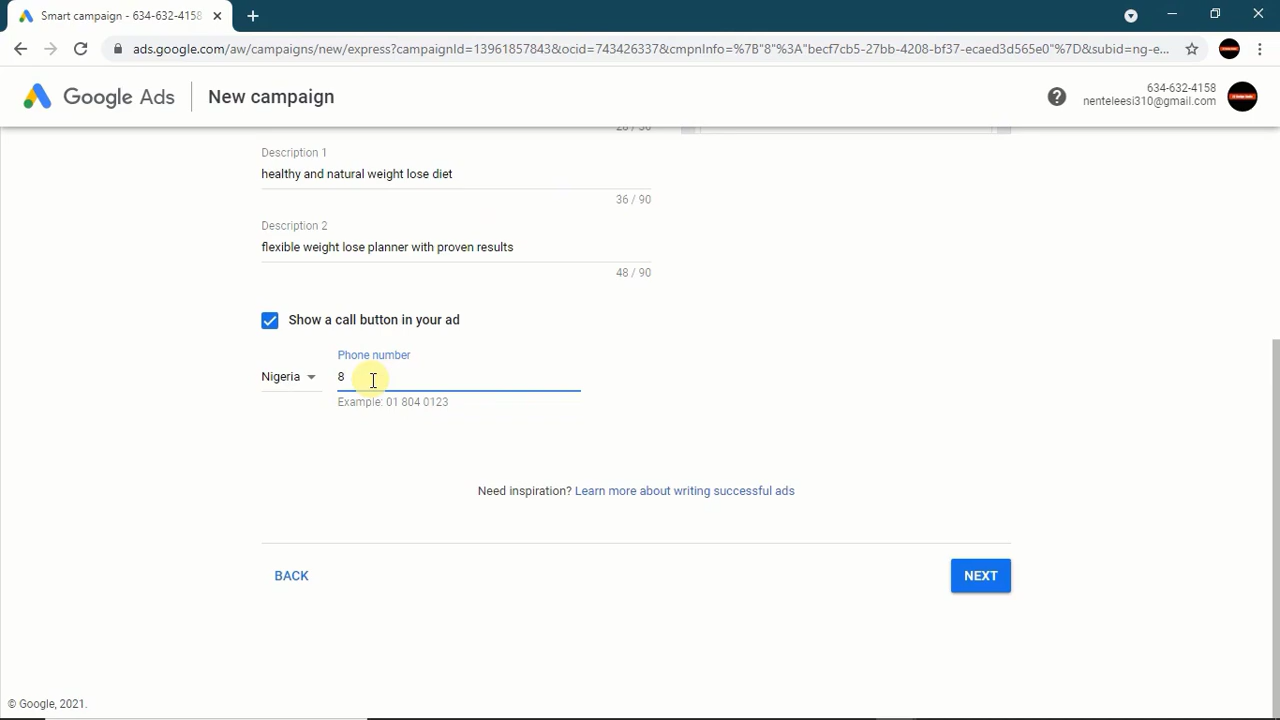 Smart campaign - 634-632-4158
ads.google.com/aw/campaigns/new/express?campaignId=13961857843&ocid=743426337&cmpnInfo=%7B"8"%3A"becf7cb5-27bb-4208-bf37-ecaed3d565e0"%7D&subid=ng-e...
Google Ads
New campaign
634-632-4158
nenteleesi310@gmail.com
28 / 30
Description 1
healthy and natural weight lose diet
36 / 90
Description 2
flexible weight lose planner with proven results
48 / 90
Show a call button in your ad
Phone number
Nigeria
8
Example: 01 804 0123
Need inspiration? Learn more about writing successful ads
BACK
NEXT
© Google, 2021.